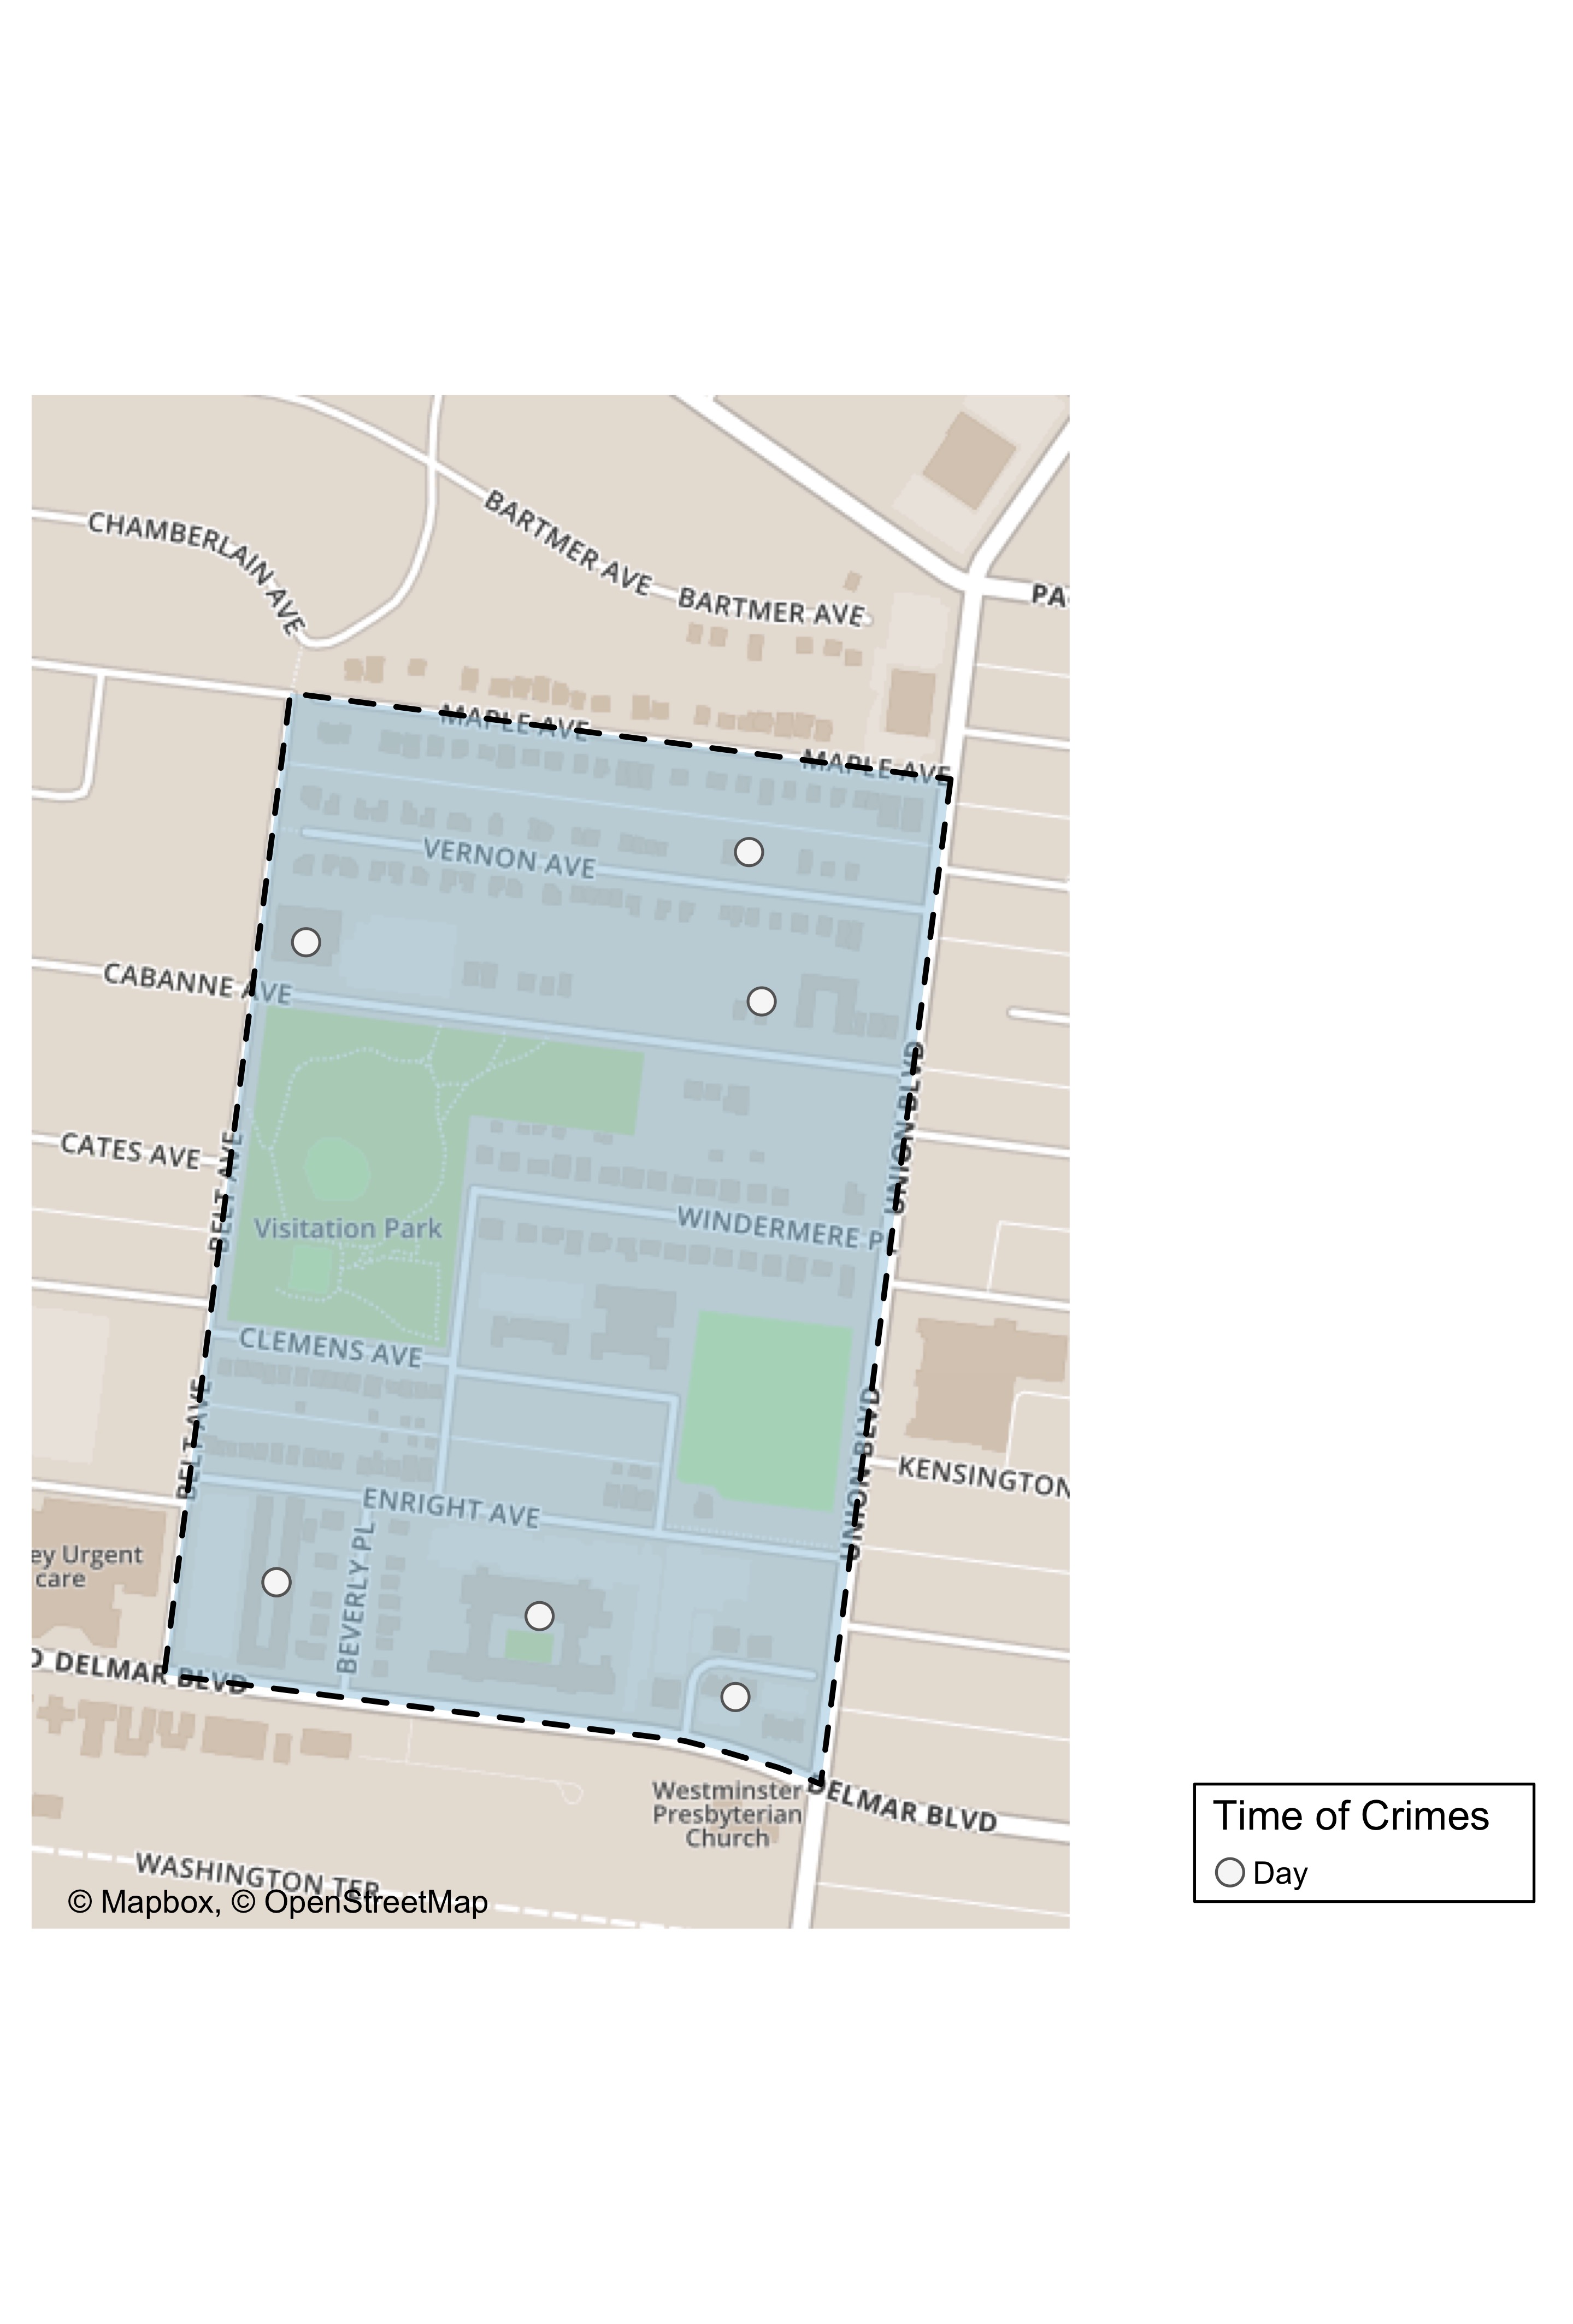 CHAMBERLAIN AVE
BARTMER AVE
BARTMER AVE
PA
MAPLE AVE
MAPLE AVE
VERNON AVE
CABANNE AVE
UNION BLVD
CATES AVE
BELT AVE
Visitation Park
WINDERMERE P
CLEMENS AVE
BELT AVE
UNION BLVD
KENSINGTON
ENRIGHT AVE
BEVERLY PL
ey Urgent
care
DELMAR BLVD
Westminster
Presbyterian
Church
DELMAR BLVD
WASHINGTON TER
© Mapbox, © OpenStreetMap
Time of Crimes
Day